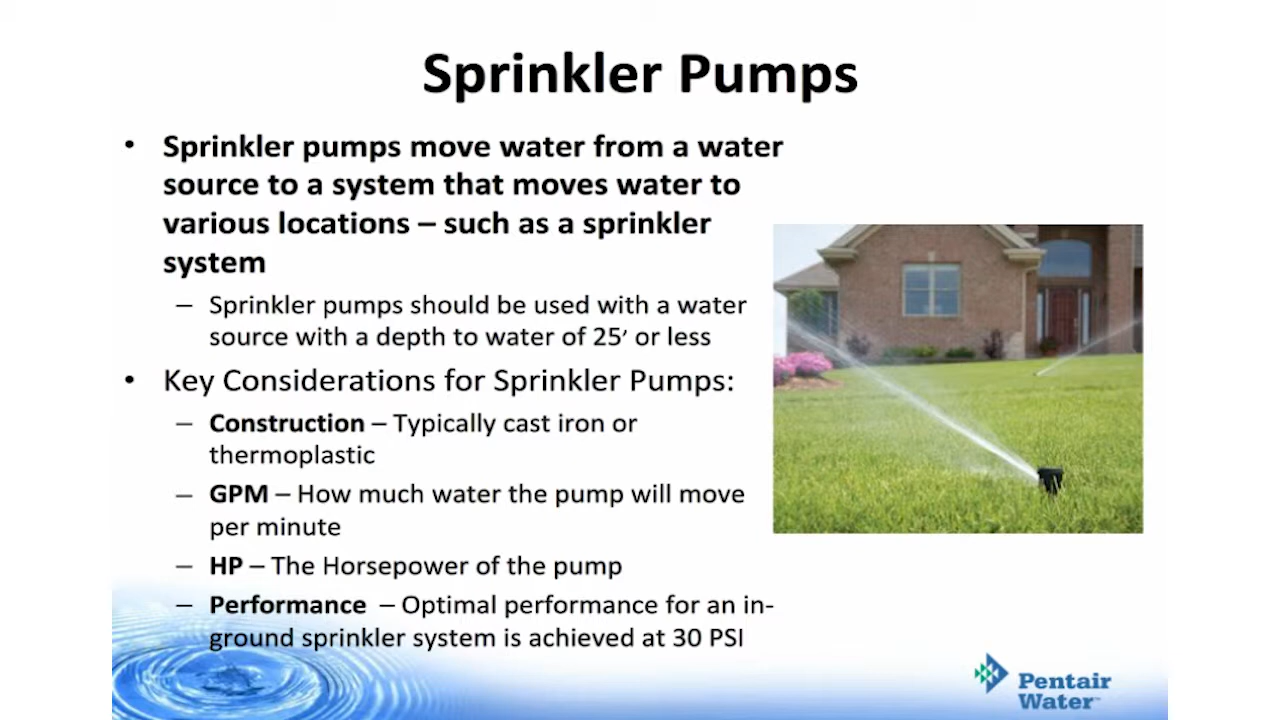 Sprinkler Pumps
• Sprinkler pumps move water from a water
source to a system that moves water to
various locations – such as a sprinkler
system
– Sprinkler pumps should be used with a water
source with a depth to water of 25’ or less
• Key Considerations for Sprinkler Pumps:
– Construction – Typically cast iron or
thermoplastic
– GPM – How much water the pump will move
per minute
– HP – The Horsepower of the pump
– Performance – Optimal performance for an in-
ground sprinkler system is achieved at 30 PSI
Pentair
Water™